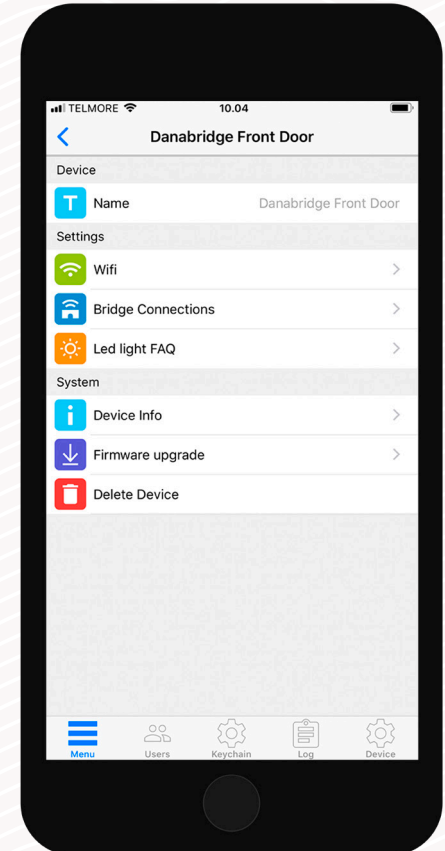 TELMORE 10.04
Danabridge Front Door
Device
T Name Danabridge Front Door
Settings
Wifi
Bridge Connections
Led light FAQ
System
i Device Info
Firmware upgrade
Delete Device
Menu Users Keychain Log Device